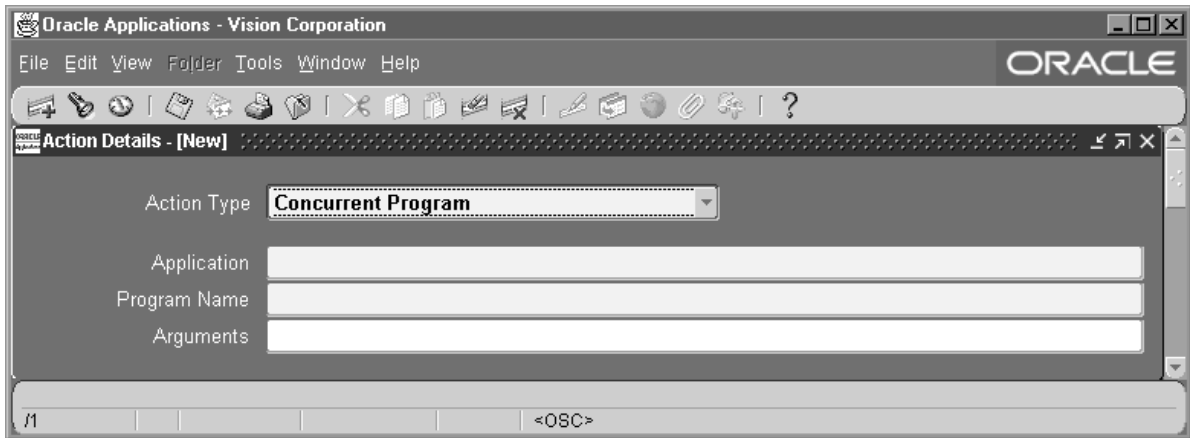 Oracle Applications - Vision Corporation
File Edit View Folder Tools Window Help
ORACLE
Action Details - [New]
Action Type Concurrent Program
Application
Program Name
Arguments
/1 <OSC>